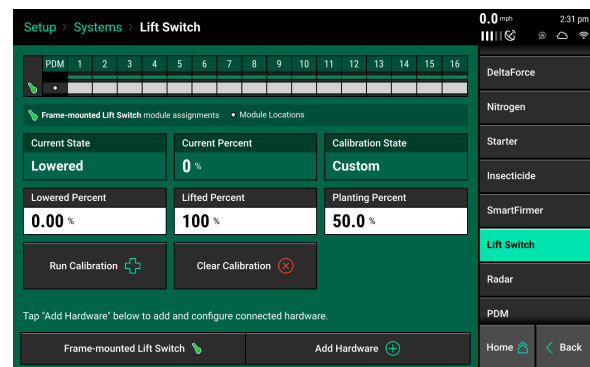 Setup > Systems > Lift Switch
0.0 mph 2:31 pm
PDM 1 2 3 4 5 6 7 8 9 10 11 12 13 14 15 16
Frame-mounted Lift Switch module assignments • Module Locations
Current State
Lowered
Current Percent
0 %
Calibration State
Custom
Lowered Percent
0.00 %
Lifted Percent
100 %
Planting Percent
50.0 %
Run Calibration
Clear Calibration
Tap "Add Hardware" below to add and configure connected hardware.
Frame-mounted Lift Switch
Add Hardware
DeltaForce
Nitrogen
Starter
Insecticide
SmartFirmer
Lift Switch
Radar
PDM
Home
< Back